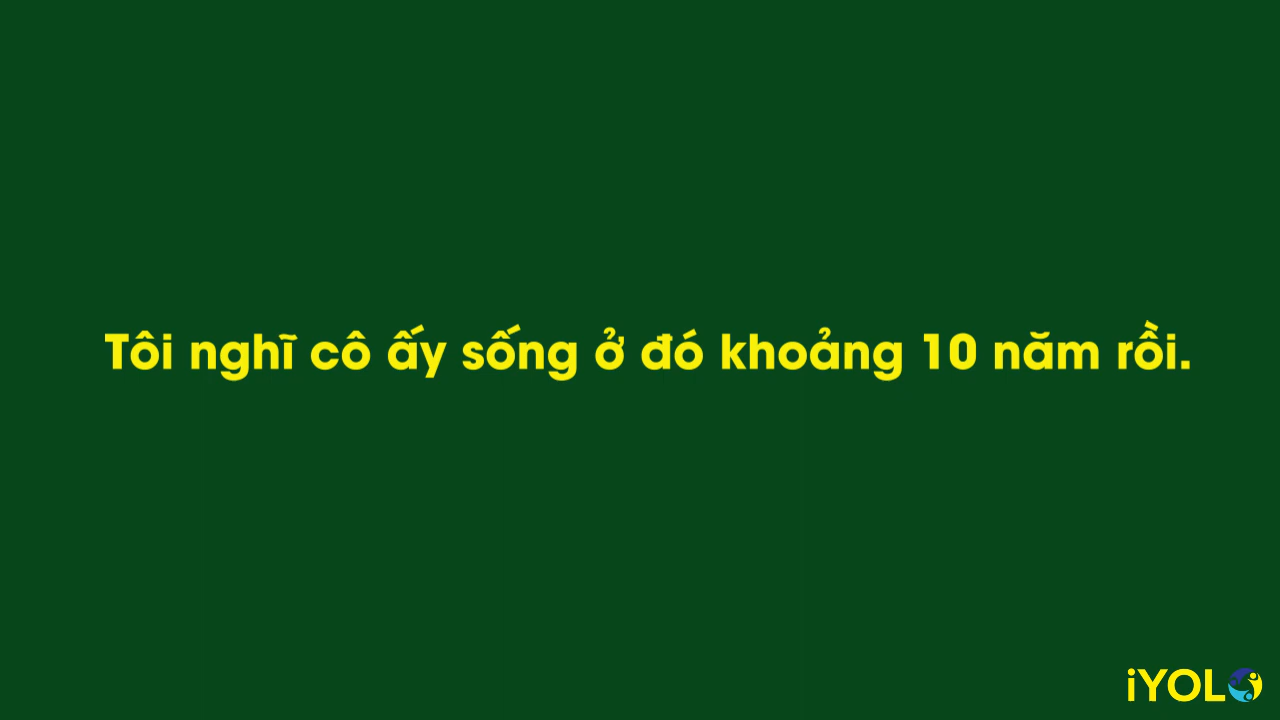 Tôi nghĩ cô ấy sống ở đó khoảng 10 năm rồi.
iYOLO